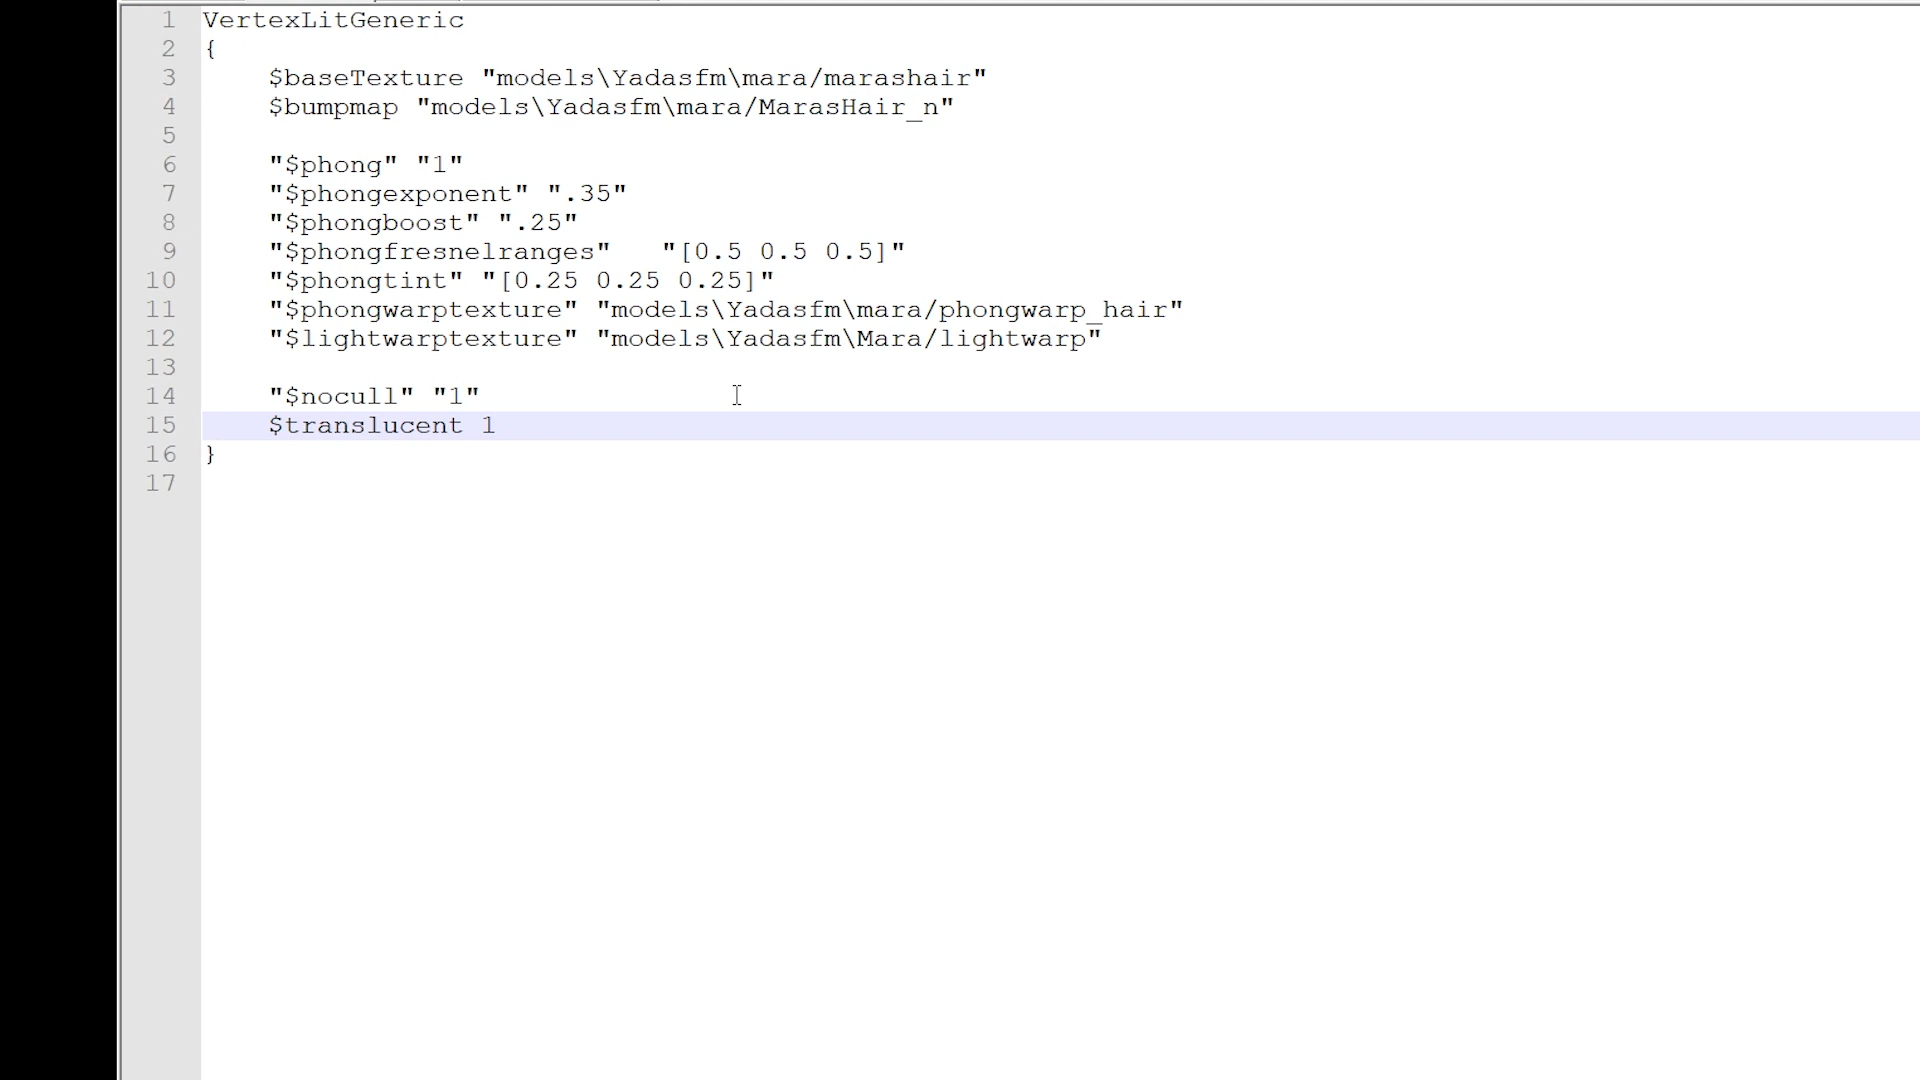 1 VertexLitGeneric
2 {
3 $baseTexture "models\Yadasfm\mara/marashair"
4 $bumpmap "models\Yadasfm\mara/MarasHair_n"
5
6 "$phong" "1"
7 "$phongexponent" ".35"
8 "$phongboost" ".25"
9 "$phongfresnelranges" "[0.5 0.5 0.5]"
10 "$phongtint" "[0.25 0.25 0.25]"
11 "$phongwarptexture" "models\Yadasfm\mara/phongwarp_hair"
12 "$lightwarptexture" "models\Yadasfm\Mara/lightwarp"
13
14 "$nocull" "1"
15 $translucent 1
16 }
17